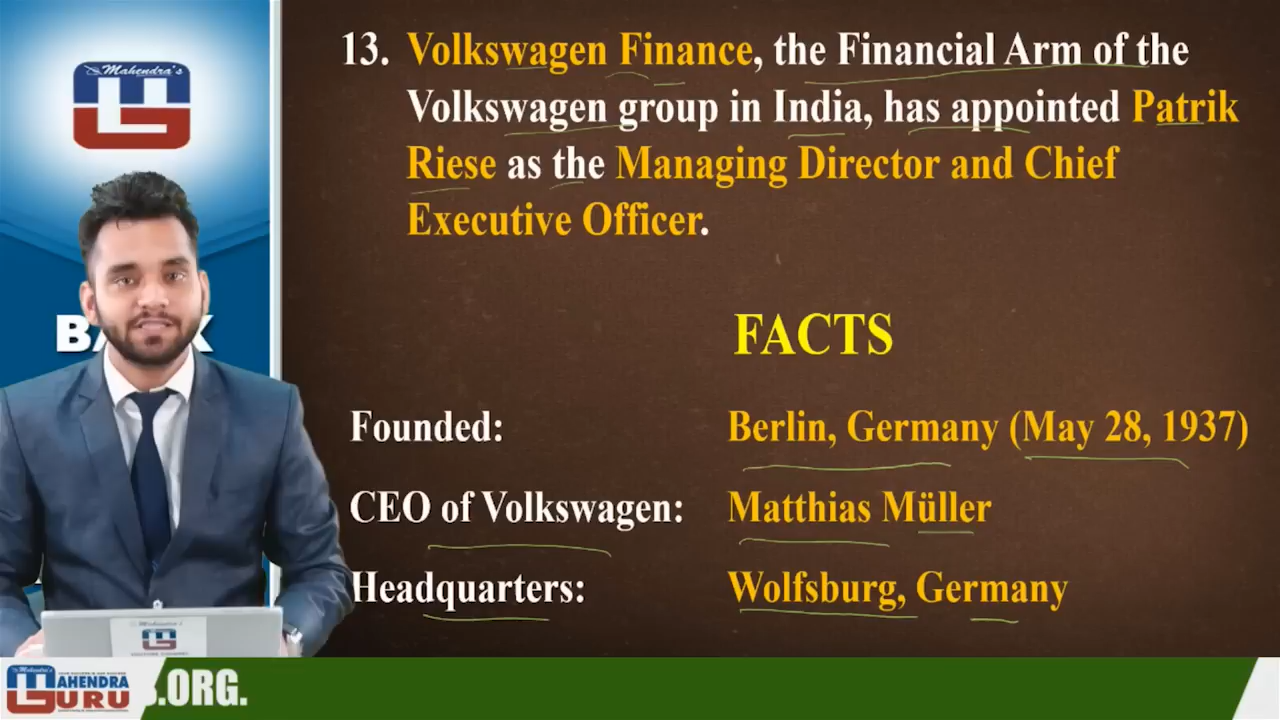 Mahendra's
13. Volkswagen Finance, the Financial Arm of the
Volkswagen group in India, has appointed Patrik
Riese as the Managing Director and Chief
Executive Officer.
FACTS
Founded: Berlin, Germany (May 28, 1937)
CEO of Volkswagen: Matthias Müller
Headquarters: Wolfsburg, Germany
Mahendra's
MAHENDRA
GURU
.ORG.